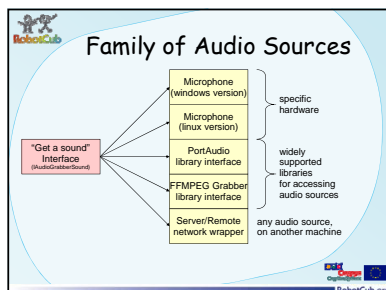 RobotCub
Family of Audio Sources
Microphone
(windows version)
Microphone
(linux version)
PortAudio
library interface
FFMPEG Grabber
library interface
Server/Remote
network wrapper
"Get a sound"
Interface
(IAudioGrabberSound)
specific
hardware
widely
supported
libraries
for accessing
audio sources
any audio source,
on another machine